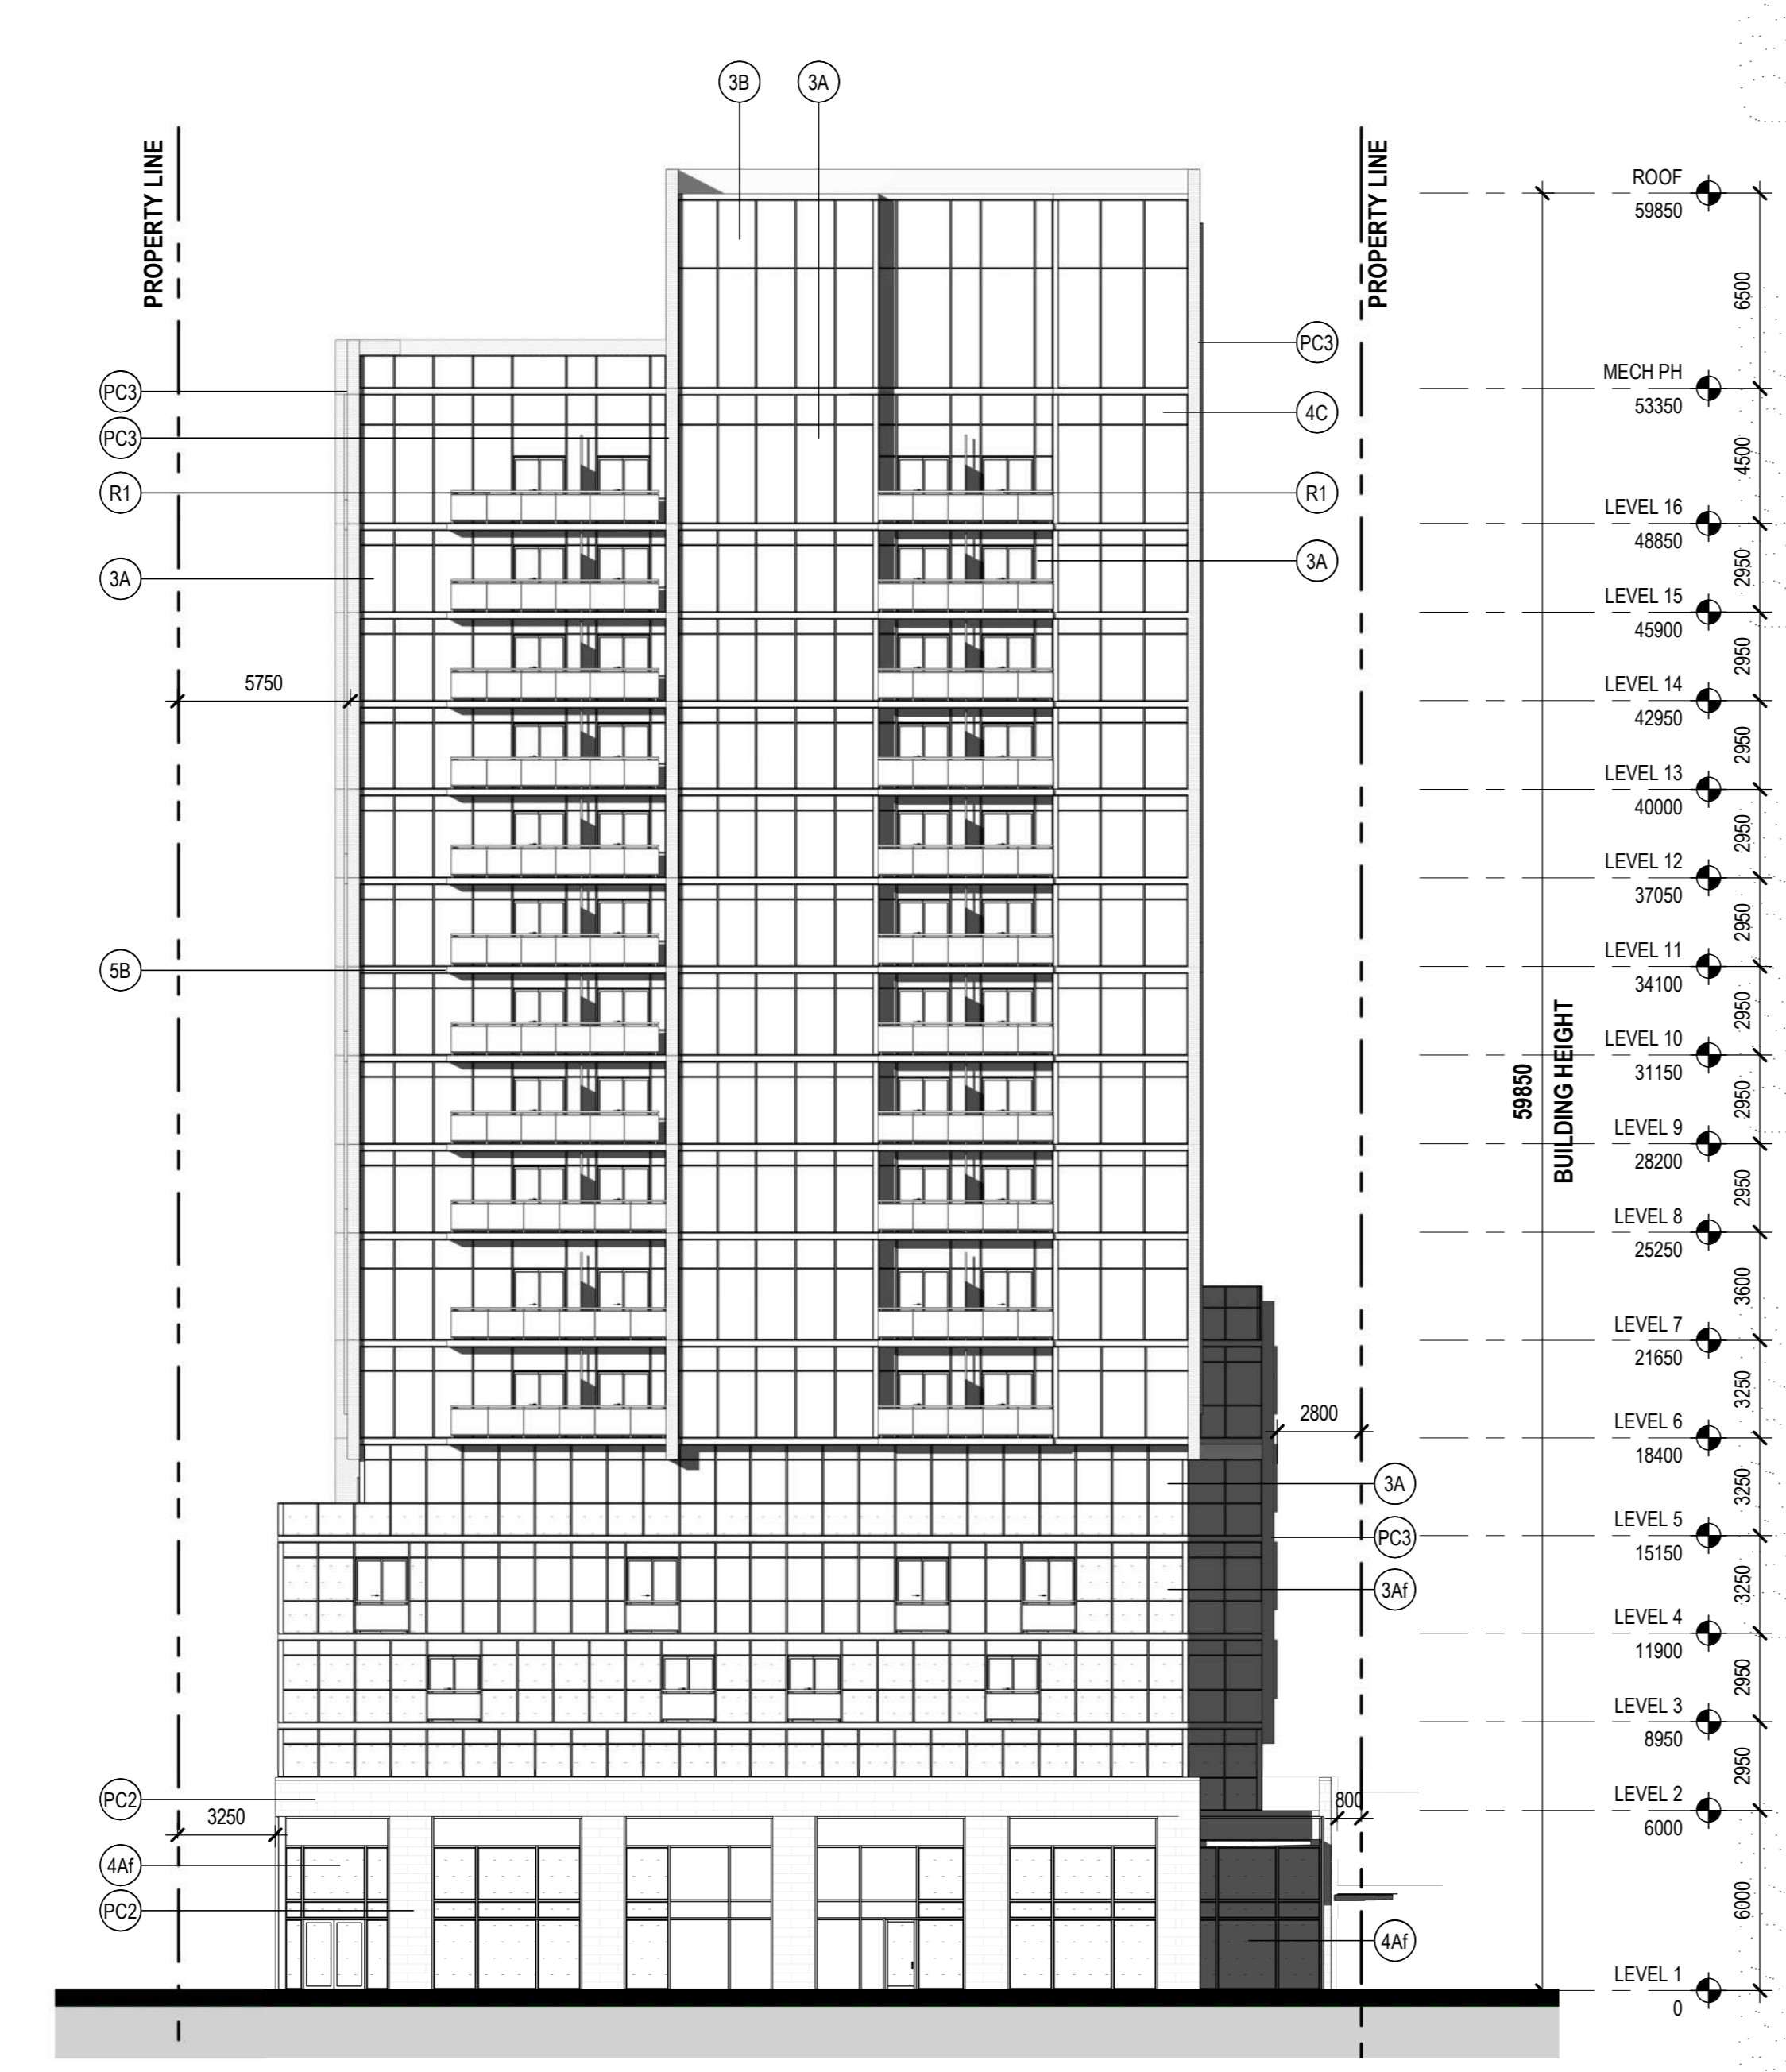 3B
3A
PROPERTY LINE
PROPERTY LINE
ROOF
59850
6500
PC3
MECH PH
53350
PC3
4C
PC3
4500
R1
R1
LEVEL 16
48850
3A
3A
2950
LEVEL 15
45900
2950
5750
LEVEL 14
42950
2950
LEVEL 13
40000
2950
LEVEL 12
37050
2950
5B
LEVEL 11
34100
2950
LEVEL 10
31150
59850
BUILDING HEIGHT
2950
LEVEL 9
28200
2950
LEVEL 8
25250
3600
LEVEL 7
21650
3250
2800
LEVEL 6
18400
3A
3250
LEVEL 5
15150
PC3
3Af
3250
LEVEL 4
11900
2950
LEVEL 3
8950
2950
PC2
800
LEVEL 2
6000
3250
4Af
PC2
6000
4Af
LEVEL 1
0